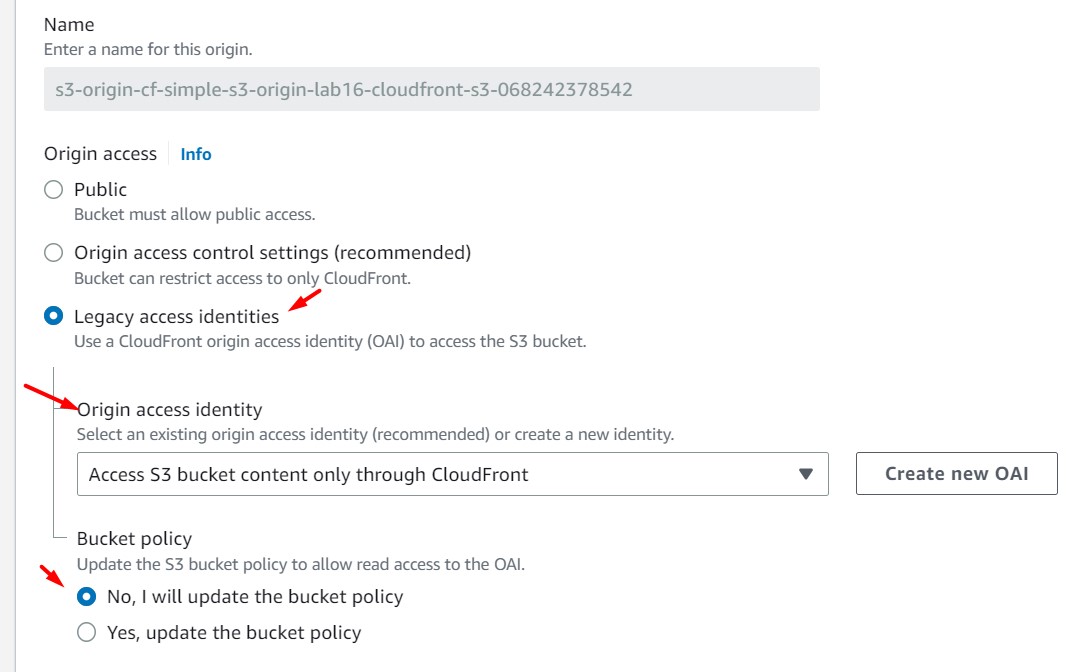 Name
Enter a name for this origin.
s3-origin-cf-simple-s3-origin-lab16-cloudfront-s3-068242378542
Origin access Info
Public
Bucket must allow public access.
Origin access control settings (recommended)
Bucket can restrict access to only CloudFront.
Legacy access identities
Use a CloudFront origin access identity (OAI) to access the S3 bucket.
Origin access identity
Select an existing origin access identity (recommended) or create a new identity.
Access S3 bucket content only through CloudFront
Create new OAI
Bucket policy
Update the S3 bucket policy to allow read access to the OAI.
No, I will update the bucket policy
Yes, update the bucket policy